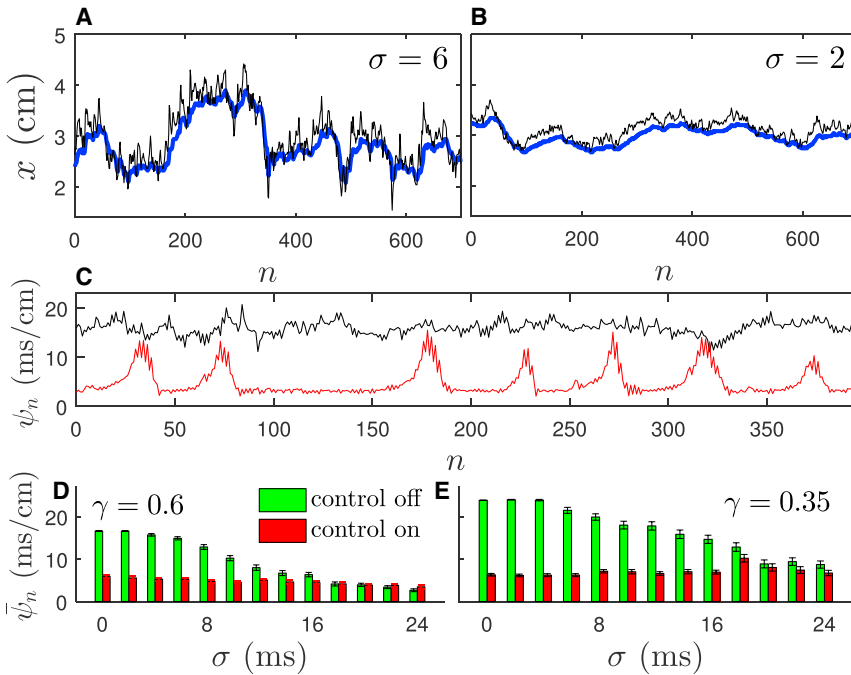 A
B
5
4
3
2
x (cm)
σ = 6
σ = 2
0 200 400 600
0 200 400 600
n
n
C
20
10
0
ψn (ms/cm)
0 50 100 150 200 250 300 350
n
D
γ = 0.6
control off
control on
E
γ = 0.35
20
10
0
ψ̄n (ms/cm)
0 8 16 24
0 8 16 24
σ (ms)
σ (ms)